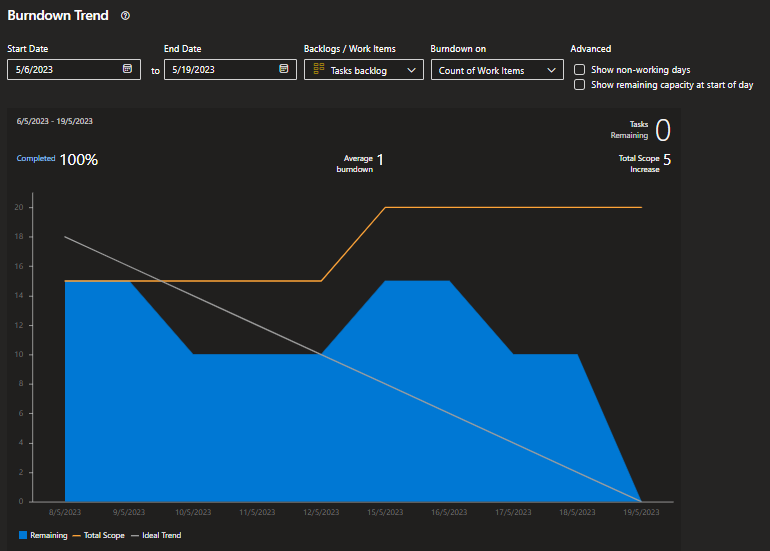 Burndown Trend
Start Date
End Date
Backlogs / Work Items
Burndown on
Advanced
5/6/2023
to
5/19/2023
Tasks backlog
Count of Work Items
Show non-working days
Show remaining capacity at start of day
6/5/2023 - 19/5/2023
Tasks
Remaining
0
Completed 100%
Average
burndown
1
Total Scope
Increase
5
20
18
16
14
12
10
8
6
4
2
0
8/5/2023
9/5/2023
10/5/2023
11/5/2023
12/5/2023
15/5/2023
16/5/2023
17/5/2023
18/5/2023
19/5/2023
Remaining
Total Scope
Ideal Trend